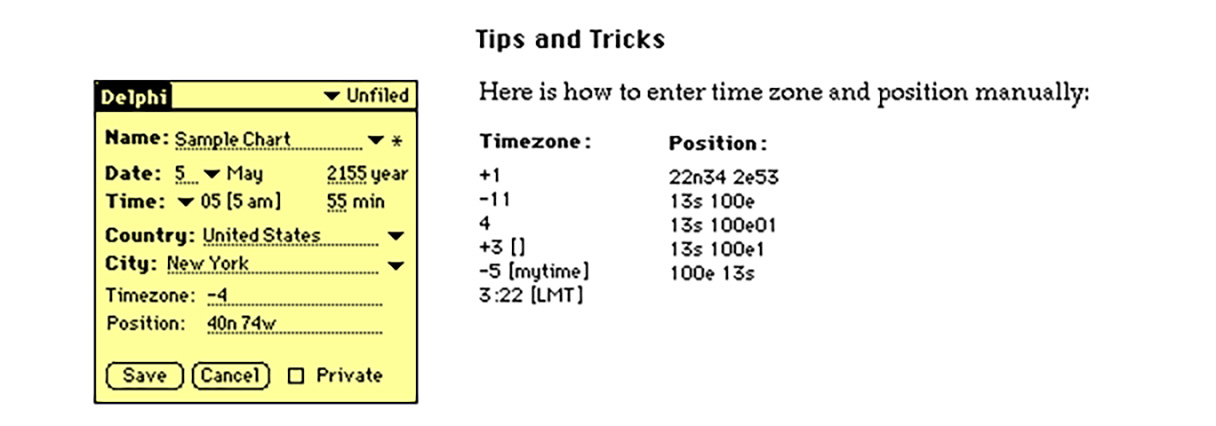 Tips and Tricks
Here is how to enter time zone and position manually:
Delphi Unfiled
Name: Sample Chart *
Date: 5 May 2155 year
Time: 05 [5 am] 55 min
Country: United States
City: New York
Timezone: -4
Position: 40n 74w
Save Cancel Private
Timezone:
+1
-11
4
+3 []
-5 [mytime]
3:22 [LMT]
Position:
22n34 2e53
13s 100e
13s 100e01
13s 100e1
100e 13s